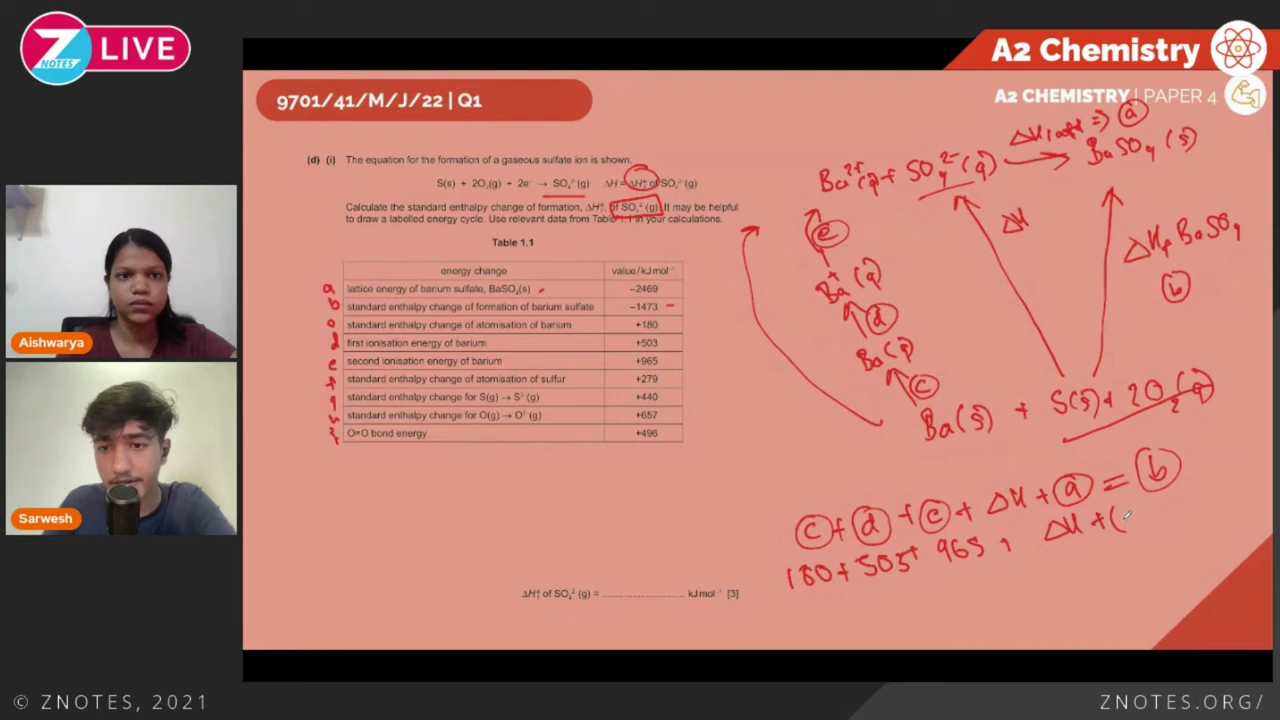 Z NOTES LIVE
A2 Chemistry
9701/41/M/J/22 | Q1
A2 CHEMISTRY | PAPER 4
(d) (i) The equation for the formation of a gaseous sulfate ion is shown.
S(s) + 2O₂(g) + 2e⁻ → SO₄²⁻(g) ΔH = ΔH°f of SO₄²⁻(g)
Calculate the standard enthalpy change of formation, ΔH°f, of SO₄²⁻(g). It may be helpful
to draw a labelled energy cycle. Use relevant data from Table 1.1 in your calculations.
Table 1.1
energy change value/kJ mol⁻¹
a lattice energy of barium sulfate, BaSO₄(s) –2469
b standard enthalpy change of formation of barium sulfate –1473
standard enthalpy change of atomisation of barium +180
d first ionisation energy of barium +503
e second ionisation energy of barium +965
f standard enthalpy change of atomisation of sulfur +279
standard enthalpy change for S(g) → S²⁻(g) +440
standard enthalpy change for O(g) → O²⁻(g) +657
O=O bond energy +496
ΔH°f of SO₄²⁻(g) = .............................. kJ mol⁻¹ [3]
ΔH latt => a
Ba²⁺(g) + SO₄²⁻(g) → BaSO₄(s)
e
ΔH
ΔHf BaSO₄
b
Ba⁺(g)
d
Ba(g)
c
Ba(s) + S(s) + 2O₂(g)
c + d + e + ΔH + a = b
180 + 503 + 965 + ΔH + (
Aishwarya
Sarwesh
© ZNOTES, 2021
ZNOTES.ORG/